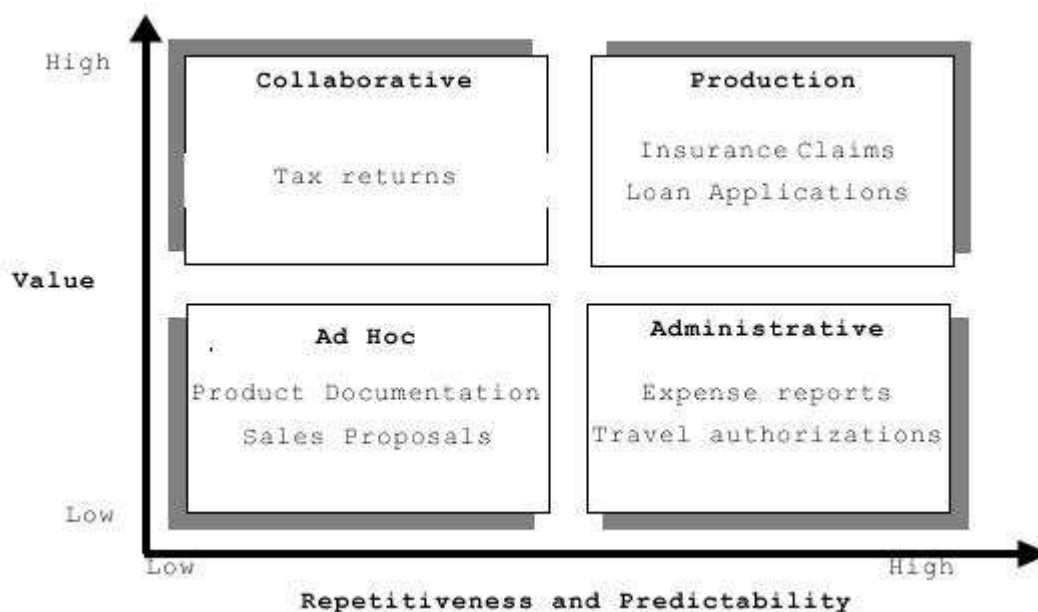 High
Collaborative
Tax returns
Production
Insurance Claims
Loan Applications
Value
Ad Hoc
Product Documentation
Sales Proposals
Administrative
Expense reports
Travel authorizations
Low
Low
High
Repetitiveness and Predictability